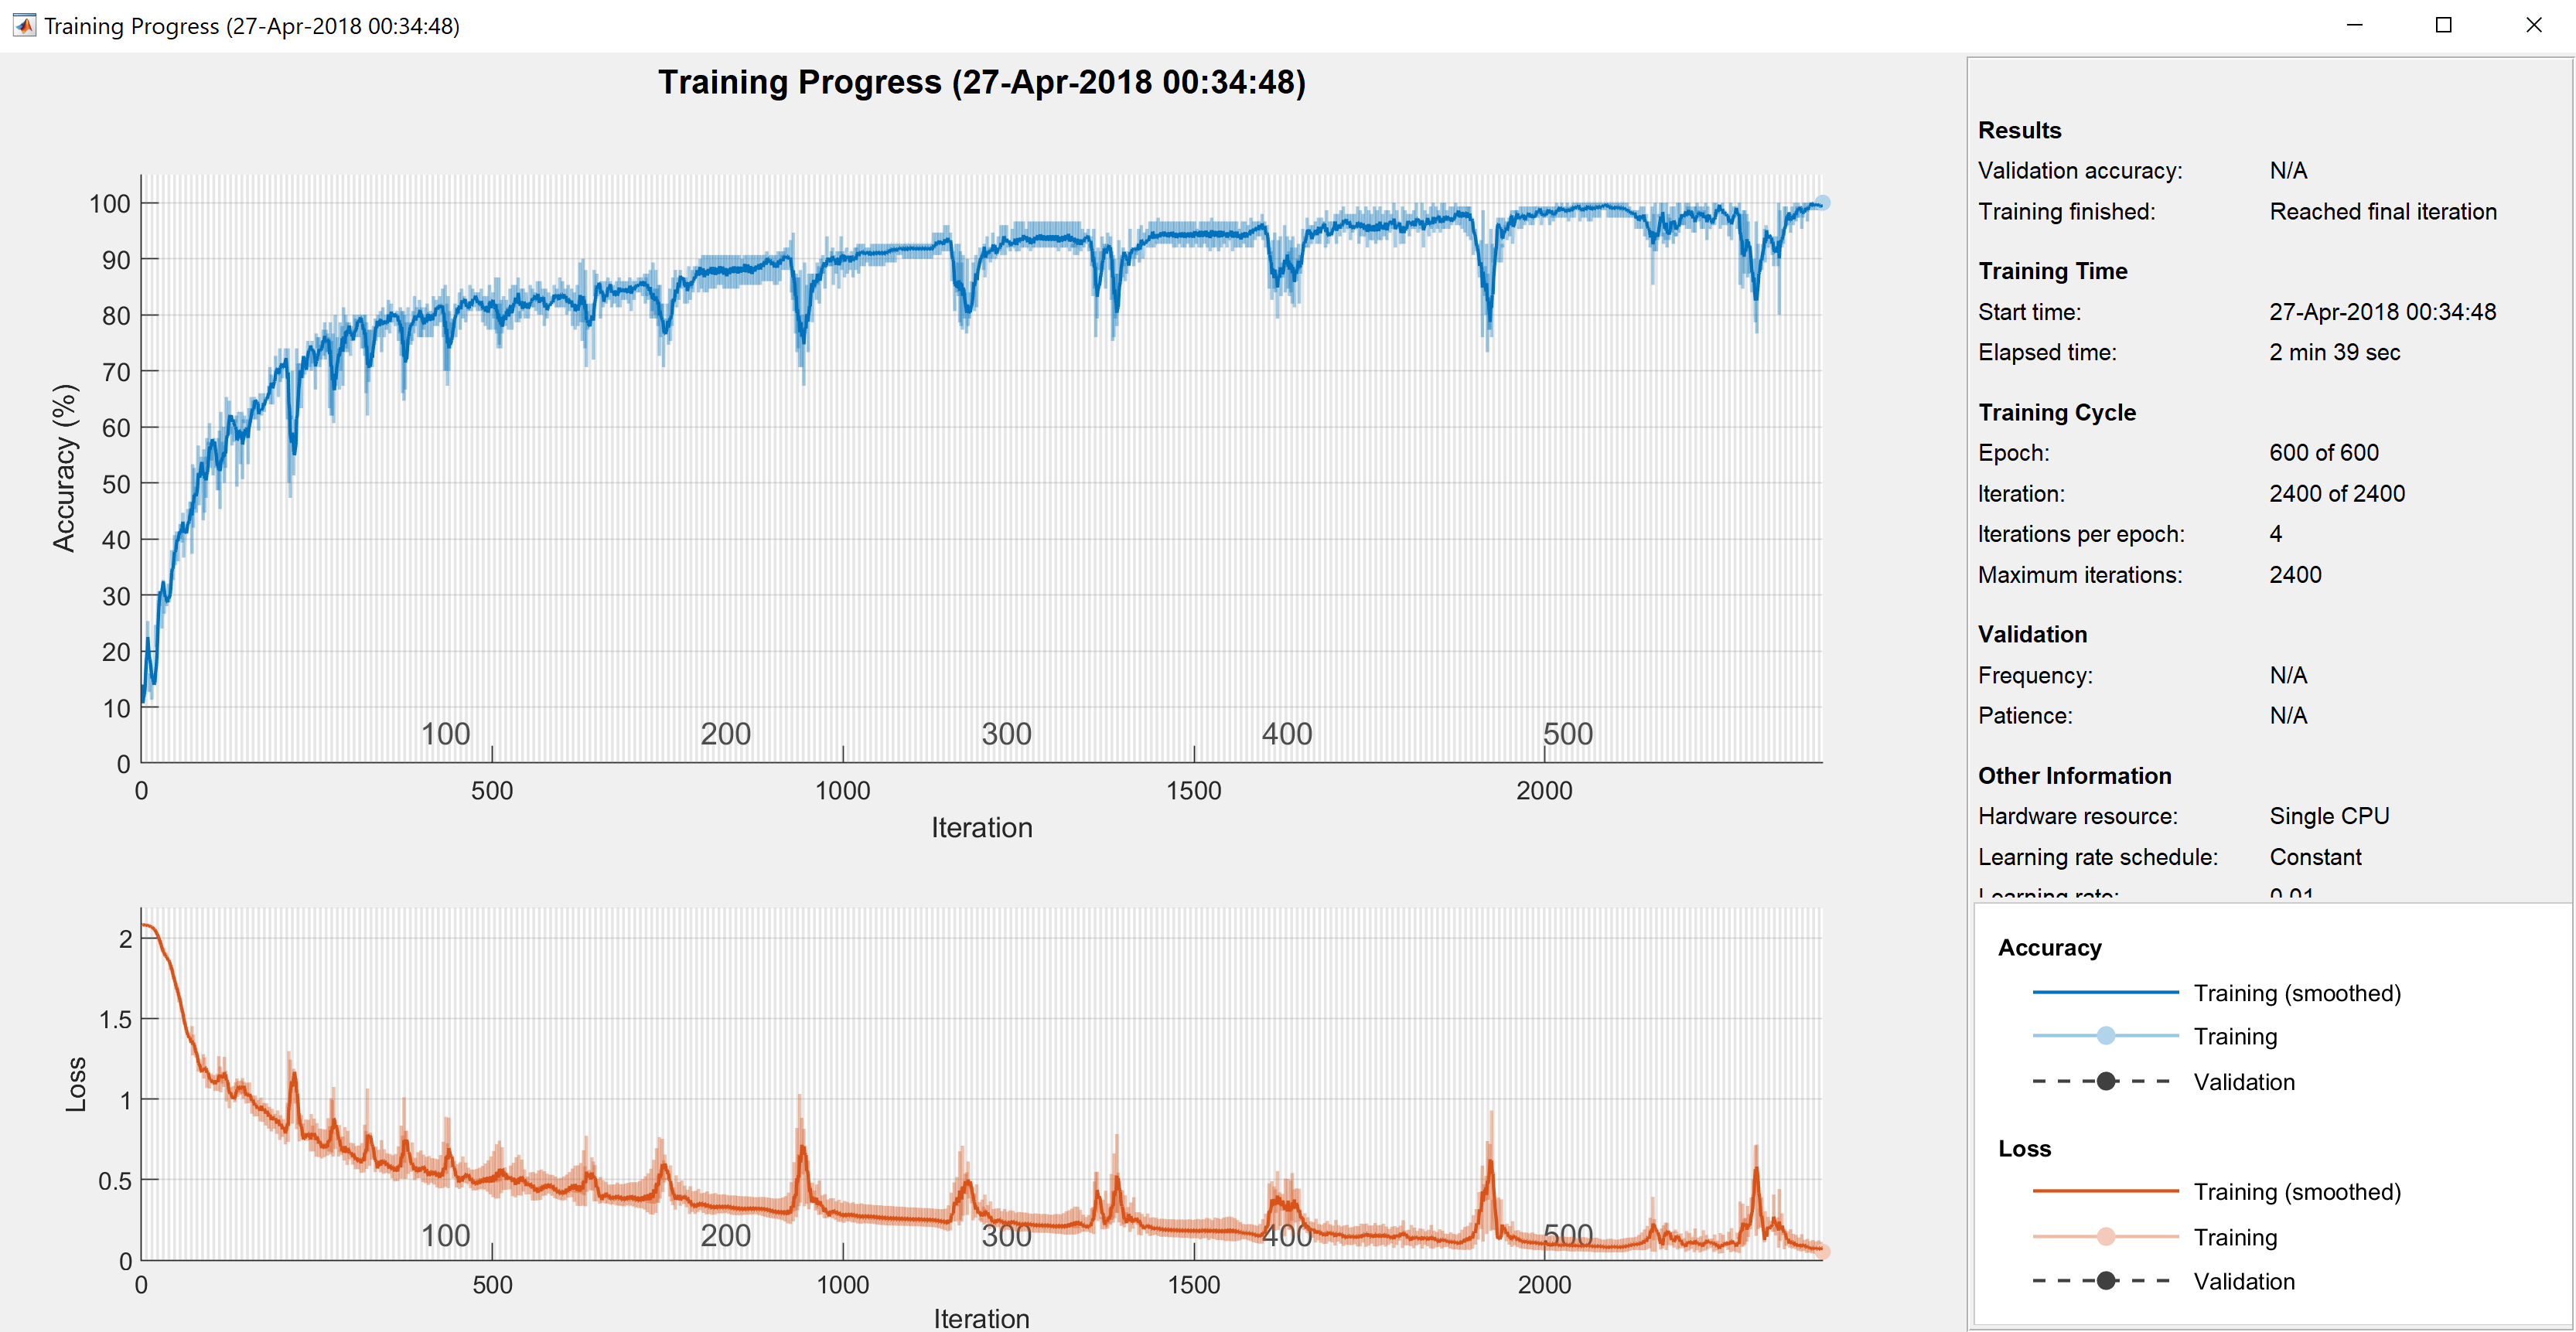 Training Progress (27-Apr-2018 00:34:48)
Training Progress (27-Apr-2018 00:34:48)
100
90
80
70
60
50
40
30
20
10
0
Accuracy (%)
100 200 300 400 500
0 500 1000 1500 2000
Iteration
2
1.5
1
0.5
0
Loss
100 200 300 400 500
0 500 1000 1500 2000
Iteration
Results
Validation accuracy: N/A
Training finished: Reached final iteration
Training Time
Start time: 27-Apr-2018 00:34:48
Elapsed time: 2 min 39 sec
Training Cycle
Epoch: 600 of 600
Iteration: 2400 of 2400
Iterations per epoch: 4
Maximum iterations: 2400
Validation
Frequency: N/A
Patience: N/A
Other Information
Hardware resource: Single CPU
Learning rate schedule: Constant
Learning rate: 0.01
Accuracy
Training (smoothed)
Training
Validation
Loss
Training (smoothed)
Training
Validation